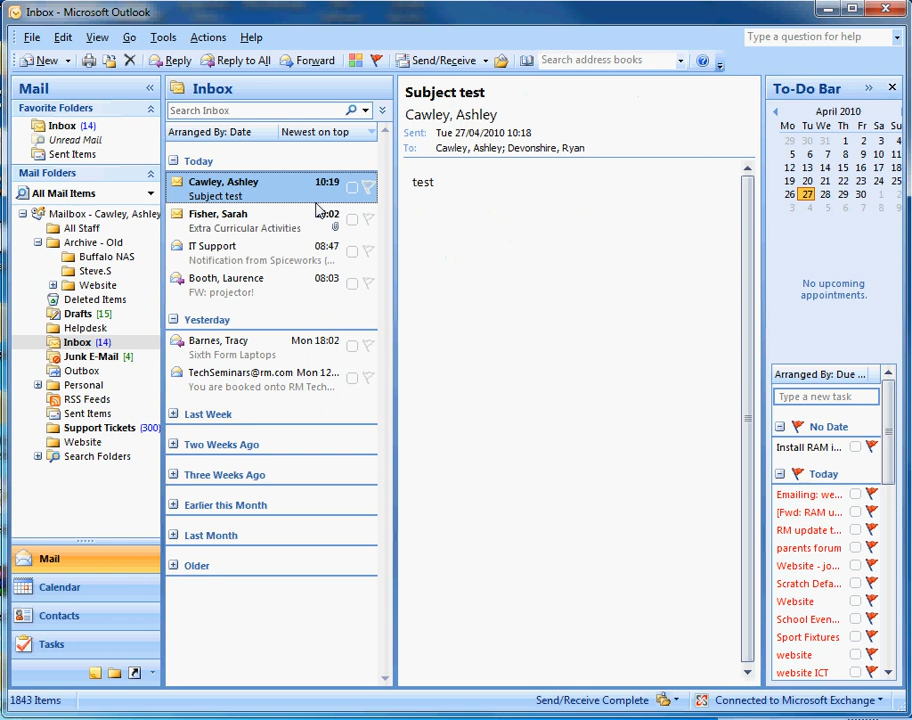 Inbox - Microsoft Outlook
File Edit View Go Tools Actions Help
Type a question for help
New Reply Reply to All Forward Send/Receive Search address books
Mail «
Favorite Folders
Inbox (14)
Unread Mail
Sent Items
Mail Folders
All Mail Items
Mailbox - Cawley, Ashley
All Staff
Archive - Old
Buffalo NAS
Steve.S
Website
Deleted Items
Drafts [15]
Helpdesk
Inbox (14)
Junk E-Mail [4]
Outbox
Personal
RSS Feeds
Sent Items
Support Tickets (300)
Website
Search Folders
Mail
Calendar
Contacts
Tasks
Inbox
Search Inbox
Arranged By: Date Newest on top
Today
Cawley, Ashley 10:19
Subject test
Fisher, Sarah :02
Extra Curricular Activities
IT Support 08:47
Notification from Spiceworks (...
Booth, Laurence 08:03
FW: projector!
Yesterday
Barnes, Tracy Mon 18:02
Sixth Form Laptops
TechSeminars@rm.com Mon 12...
You are booked onto RM Tech...
Last Week
Two Weeks Ago
Three Weeks Ago
Earlier this Month
Last Month
Older
Subject test
Cawley, Ashley
Sent: Tue 27/04/2010 10:18
To: Cawley, Ashley; Devonshire, Ryan
test
To-Do Bar »
April 2010
Mo Tu We Th Fr Sa Su
29 30 31 1 2 3 4
5 6 7 8 9 10 11
12 13 14 15 16 17 18
19 20 21 22 23 24 25
26 27 28 29 30 1 2
3 4 5 6 7 8 9
No upcoming
appointments.
Arranged By: Due ...
Type a new task
No Date
Install RAM i...
Today
Emailing: we...
[Fwd: RAM u...
RM update t...
parents forum
Website - jo...
Scratch Defa...
Website
School Even...
Sport Fixtures
website
website ICT
1843 Items Send/Receive Complete Connected to Microsoft Exchange